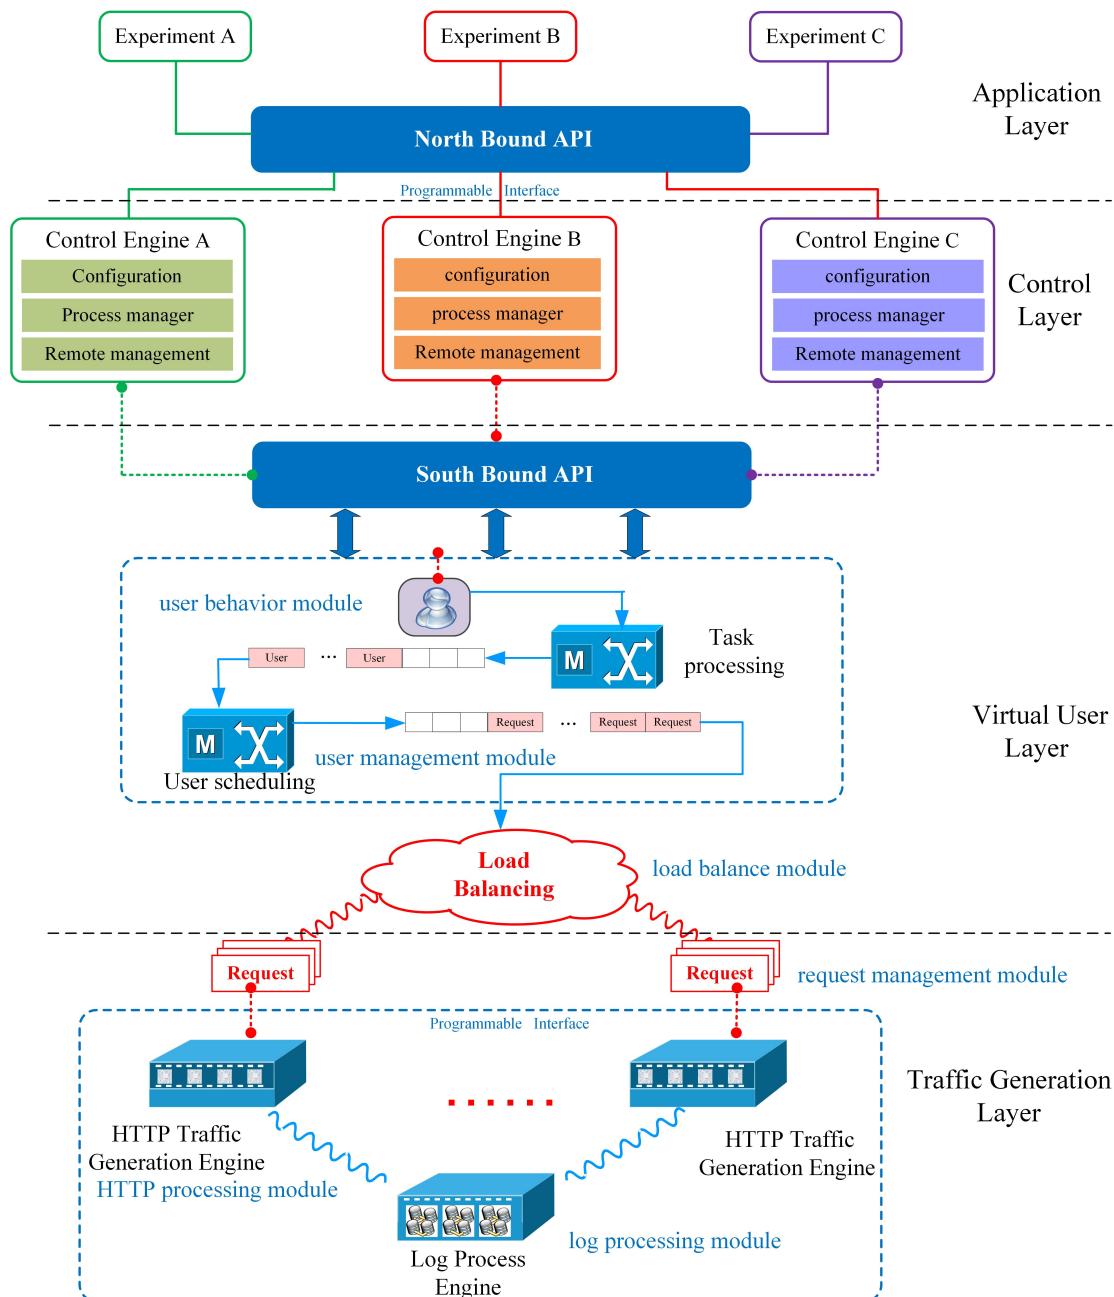 Experiment A
Experiment B
Experiment C
Application
Layer
North Bound API
Programmable Interface
Control Engine A
Configuration
Process manager
Remote management
Control Engine B
configuration
process manager
Remote management
Control Engine C
configuration
process manager
Remote management
Control
Layer
South Bound API
user behavior module
Task
processing
M
User
...
User
M
Request
...
Request
Request
User scheduling
user management module
Virtual User
Layer
Load
Balancing
load balance module
Request
Request
request management module
Programmable Interface
Traffic Generation
Layer
HTTP Traffic
Generation Engine
HTTP processing module
HTTP Traffic
Generation Engine
Log Process
Engine
log processing module